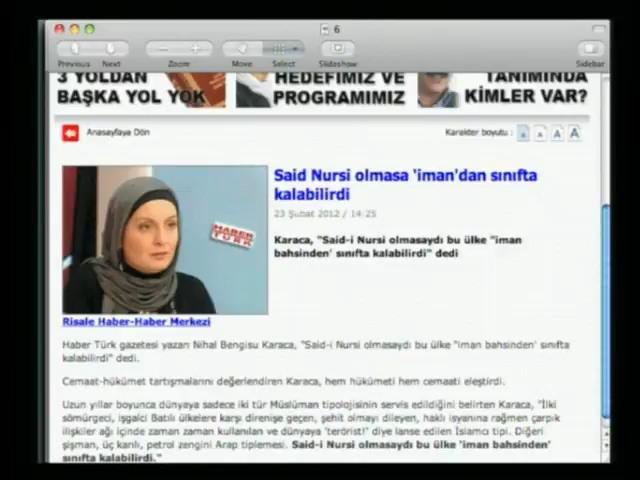 6
Previous Next Zoom Move Select Slideshow Sidebar
3 YOLDAN
BAŞKA YOL YOK
HEDEFİMİZ VE
PROGRAMIMIZ
TANIMINDA
KİMLER VAR?
Anasayfaya Dön
Karakter boyutu : A A A A
Said Nursi olmasa 'iman'dan sınıfta
kalabilirdi
23 Şubat 2012 / 14:25
HABER
TÜRK
Karaca, "Said-i Nursi olmasaydı bu ülke "iman
bahsinden' sınıfta kalabilirdi" dedi
Risale Haber-Haber Merkezi
Haber Türk gazetesi yazarı Nihal Bengisu Karaca, "Said-i Nursi olmasaydı bu ülke "iman bahsinden' sınıfta
kalabilirdi" dedi.
Cemaat-hükümet tartışmalarını değerlendiren Karaca, hem hükümeti hem cemaati eleştirdi.
Uzun yıllar boyunca dünyaya sadece iki tür Müslüman tipolojisinin servis edildiğini belirten Karaca, "İlki
sömürgeci, işgalci Batılı ülkelere karşı direnişe geçen, şehit olmayı dileyen, haklı isyanına rağmen çarpık
ilişkiler ağı içinde zaman zaman kullanılan ve dünyaya 'terörist!' diye lanse edilen İslamcı tipi. Diğeri
şişman, üç karılı, petrol zengini Arap tiplemesi. Said-i Nursi olmasaydı bu ülke 'iman bahsinden'
sınıfta kalabilirdi."